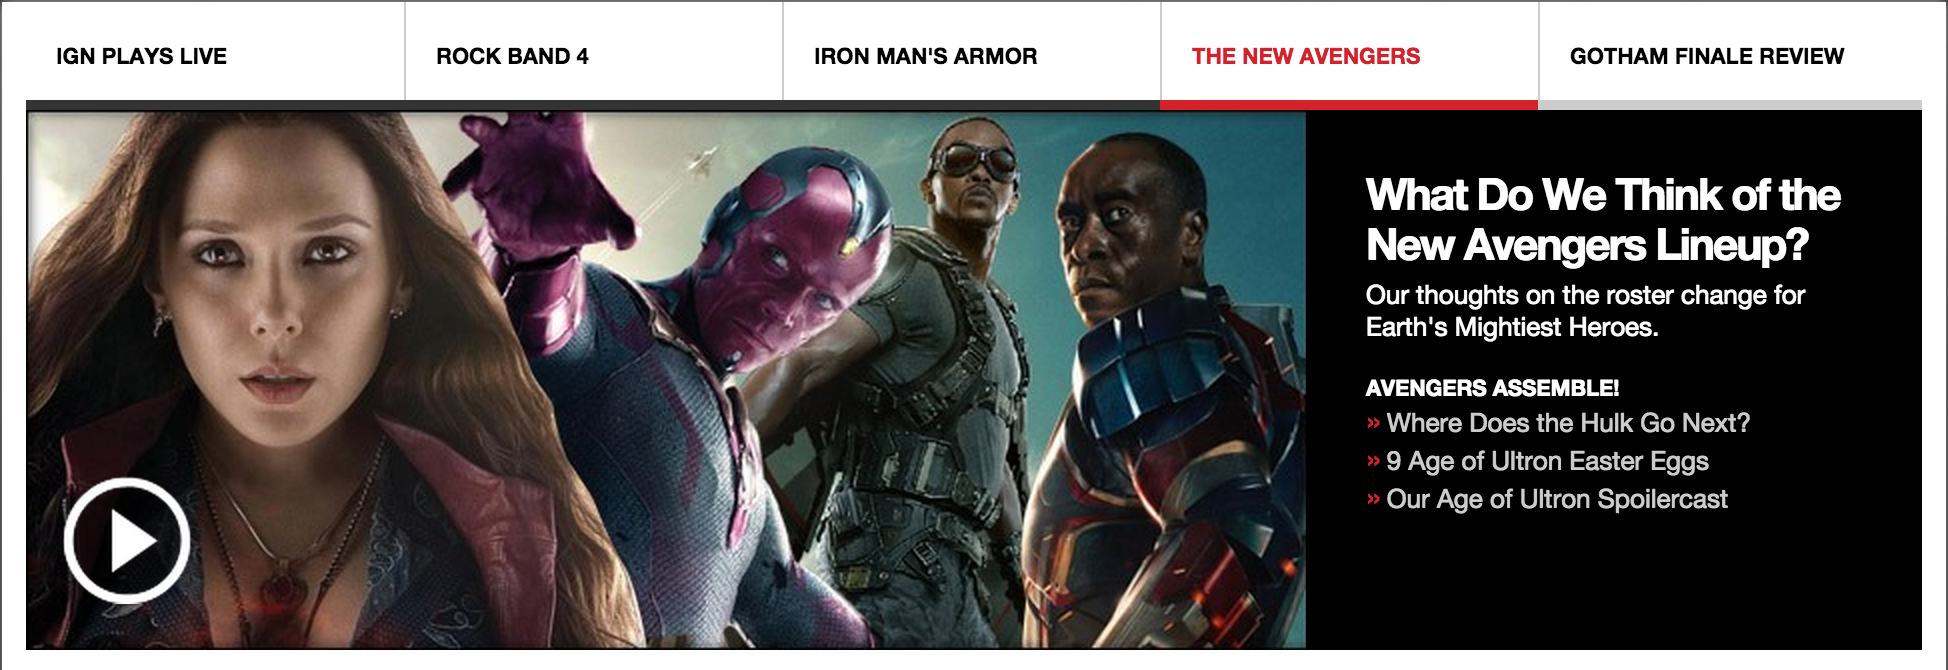 IGN PLAYS LIVE
ROCK BAND 4
IRON MAN'S ARMOR
THE NEW AVENGERS
GOTHAM FINALE REVIEW
What Do We Think of the
New Avengers Lineup?
Our thoughts on the roster change for
Earth's Mightiest Heroes.
AVENGERS ASSEMBLE!
» Where Does the Hulk Go Next?
» 9 Age of Ultron Easter Eggs
» Our Age of Ultron Spoilercast